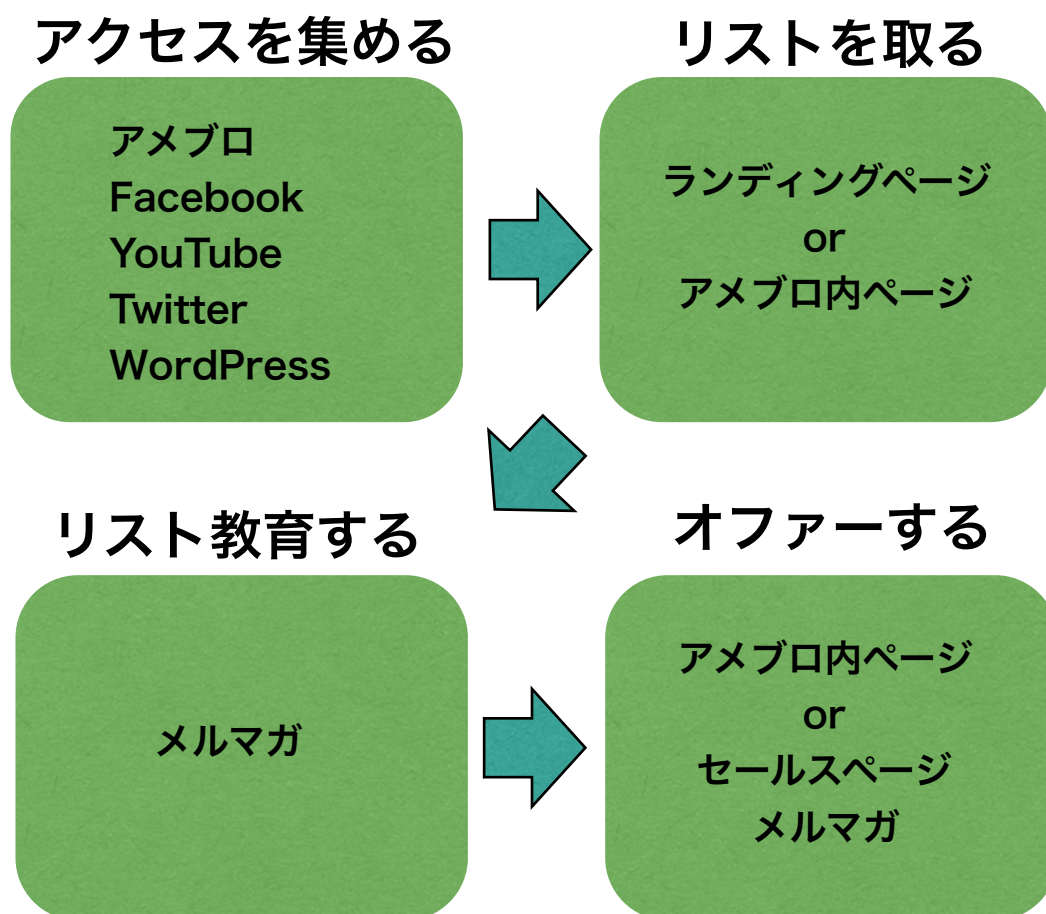 アクセスを集める
アメブロ
Facebook
YouTube
Twitter
WordPress
リストを取る
ランディングページ
or
アメブロ内ページ
リスト教育する
メルマガ
オファーする
アメブロ内ページ
or
セールスページ
メルマガ